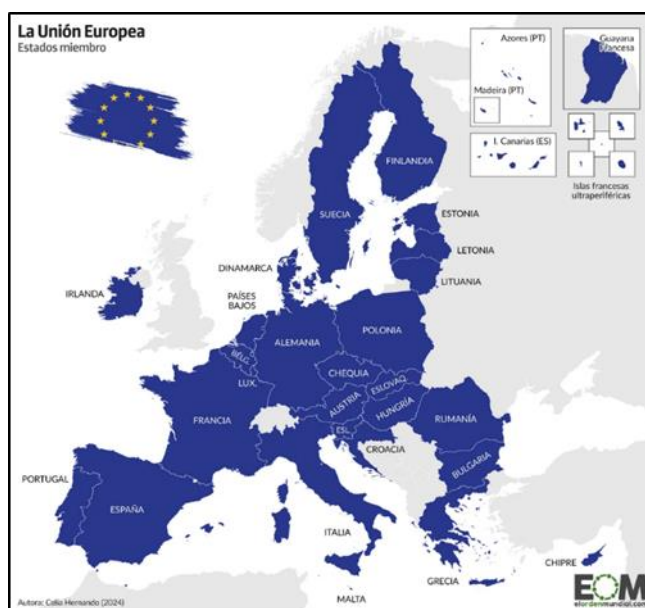 La Unión Europea
Estados miembro
Azores (PT)
Guayana
Francesa
Madeira (PT)
I. Canarias (ES)
Islas francesas
ultraperiféricas
FINLANDIA
SUECIA
ESTONIA
LETONIA
LITUANIA
DINAMARCA
IRLANDA
PAÍSES
BAJOS
POLONIA
ALEMANIA
BÉLG.
CHEQUIA
LUX.
ESLOVAQ.
AUSTRIA
HUNGRÍA
RUMANÍA
FRANCIA
ESL.
CROACIA
BULGARIA
PORTUGAL
ESPAÑA
ITALIA
CHIPRE
GRECIA
MALTA
Autora: Celia Hernando (2024)
EOM
elordenmundial.com